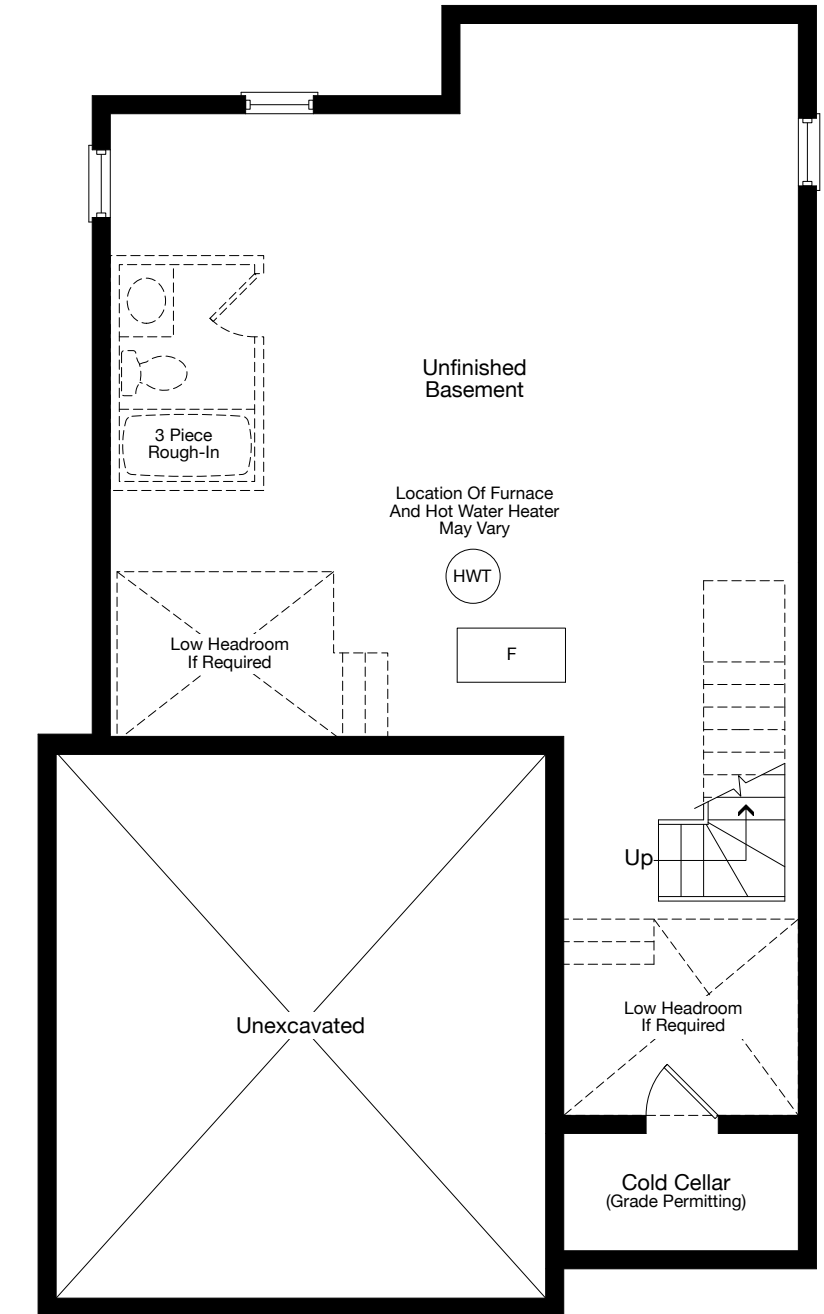 Unfinished
Basement
3 Piece
Rough-In
Location Of Furnace
And Hot Water Heater
May Vary
HWT
Low Headroom
If Required
F
Up
Low Headroom
If Required
Unexcavated
Cold Cellar
(Grade Permitting)